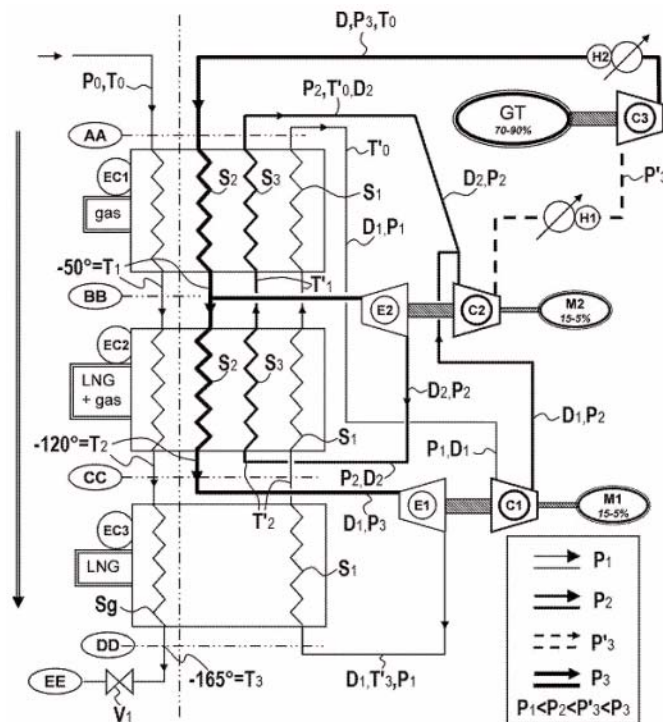 D,P3,T0
H2
P0,T0
P2,T'0,D2
GT
70-90%
C3
AA
T'0
P'3
EC1
S2
S3
S1
D2,P2
H1
gas
D1,P1
-50°=T1
T'1
BB
E2
C2
M2
15-5%
EC2
LNG
+ gas
S2
S3
D2,P2
S1
D1,P2
-120°=T2
P1,D1
P2,D2
CC
T'2
D1,P3
E1
C1
M1
15-5%
EC3
LNG
S1
Sg
P1
P2
P'3
P3
P1<P2<P'3<P3
DD
EE
-165°=T3
V1
D1,T'3,P1